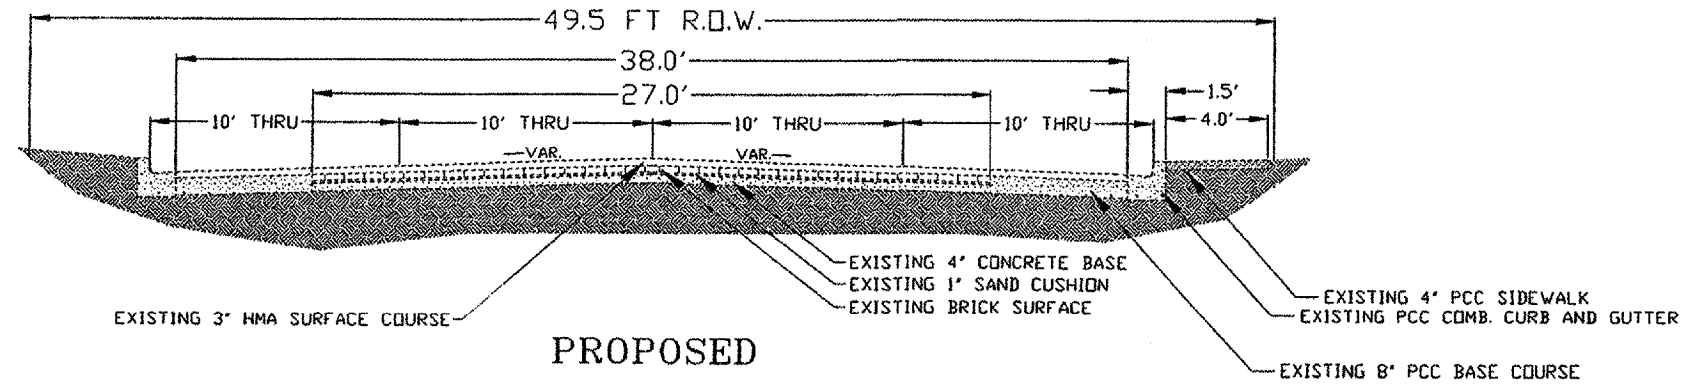 49.5 FT R.O.W.
38.0'
27.0'
1.5'
10' THRU 10' THRU 10' THRU 10' THRU 4.0'
VAR. VAR.
EXISTING 4" CONCRETE BASE
EXISTING 1" SAND CUSHION
EXISTING BRICK SURFACE
EXISTING 4" PCC SIDEWALK
EXISTING PCC COMB. CURB AND GUTTER
EXISTING 3" HMA SURFACE COURSE
PROPOSED
EXISTING 8" PCC BASE COURSE